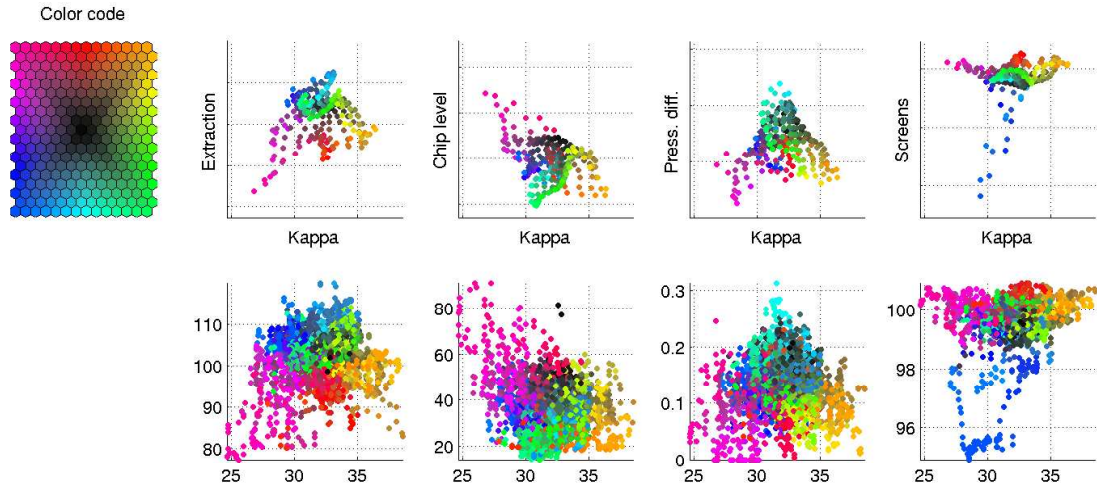 Color code
Extraction
Kappa
Chip level
Kappa
Press. diff.
Kappa
Screens
Kappa
110
100
90
80
25 30 35
80
60
40
20
25 30 35
0.3
0.2
0.1
0
25 30 35
100
98
96
25 30 35